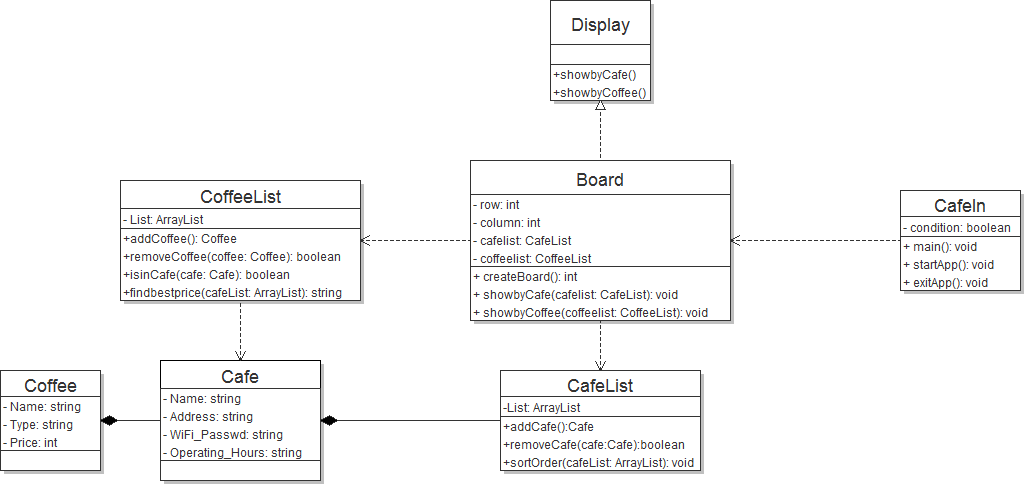 Display
+showbyCafe()
+showbyCoffee()
CoffeeList
- List: ArrayList
+addCoffee(): Coffee
+removeCoffee(coffee: Coffee): boolean
+isinCafe(cafe: Cafe): boolean
+findbestprice(cafeList: ArrayList): string
Board
- row: int
- column: int
- cafelist: CafeList
- coffeelist: CoffeeList
+ createBoard(): int
+ showbyCafe(cafelist: CafeList): void
+ showbyCoffee(coffeelist: CoffeeList): void
CafeIn
- condition: boolean
+ main(): void
+ startApp(): void
+ exitApp(): void
Coffee
- Name: string
- Type: string
- Price: int
Cafe
- Name: string
- Address: string
- WiFi_Passwd: string
- Operating_Hours: string
CafeList
-List: ArrayList
+addCafe():Cafe
+removeCafe(cafe:Cafe):boolean
+sortOrder(cafeList: ArrayList): void